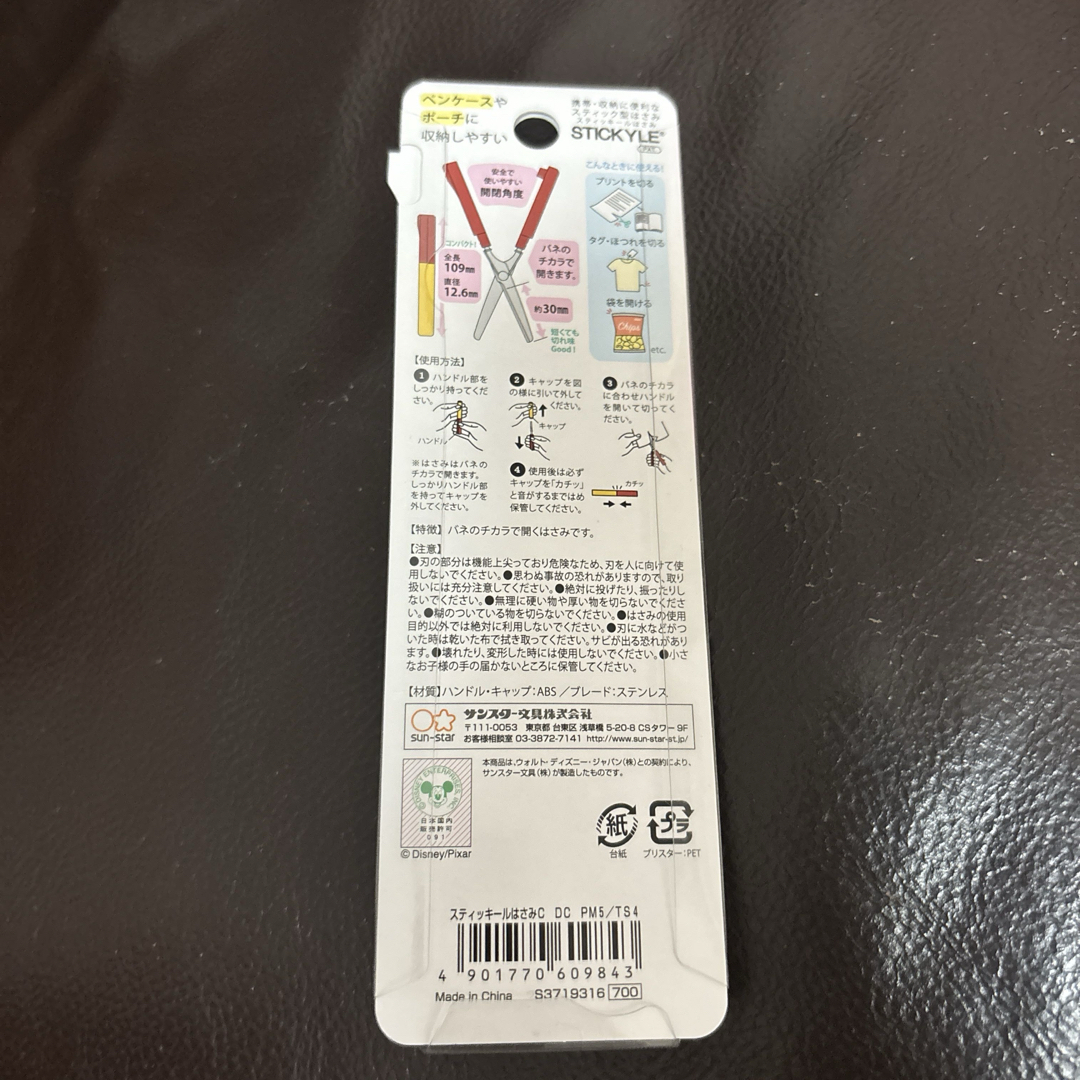 ペンケースや
ポーチに
収納しやすい
携帯・収納に便利な
スティック型はさみ
スティッキールはさみ
STICKYLE®
PAT.
安全で
使いやすい
開閉角度
コンパクト!
全長
109mm
直径
12.6mm
バネの
チカラで
開きます。
約30mm
短くても
切れ味
Good!
こんなときに使える!
プリントを切る
タグ・ほつれを切る
袋を開ける
Chips
etc.
【使用方法】
1 ハンドル部を
しっかり持ってくだ
さい。
ハンドル
※はさみはバネの
チカラで開きます。
しっかりハンドル部
を持ってキャップを
外してください。
2 キャップを図
の様に引いて外して
ください。
キャップ
3 バネのチカラ
に合わせハンドル
を開いて切ってく
ださい。
4 使用後は必ず
キャップを「カチッ」
と音がするまではめ
保管してください。
カチッ
【特徴】バネのチカラで開くはさみです。
【注意】
●刃の部分は機能上尖っており危険なため、刃を人に向けて使
用しないでください。●思わぬ事故の恐れがありますので、取り
扱いには充分注意してください。●絶対に投げたり、振ったりし
ないでください。●無理に硬い物や厚い物を切らないでくださ
い。●糊のついている物を切らないでください。●はさみの使用
目的以外では絶対に利用しないでください。●刃に水などがつ
いた時は乾いた布で拭き取ってください。サビが出る恐れがあり
ます。●壊れたり、変形した時には使用しないでください。●小さ
なお子様の手の届かないところに保管してください。
【材質】ハンドル・キャップ:ABS／ブレード:ステンレス
sun-star
サンスター文具株式会社
〒111-0053 東京都 台東区 浅草橋 5-20-8 CSタワー 9F
お客様相談室 03-3872-7141 http://www.sun-star-st.jp/
本商品は、ウォルト・ディズニー・ジャパン(株)との契約により、
サンスター文具(株)が製造したものです。
日本国内
販売許可
091
© Disney/Pixar
紙
台紙
プラ
ブリスター:PET
スティッキールはさみC DC PM5/TS4
4 901770 609843
Made in China S3719316 700